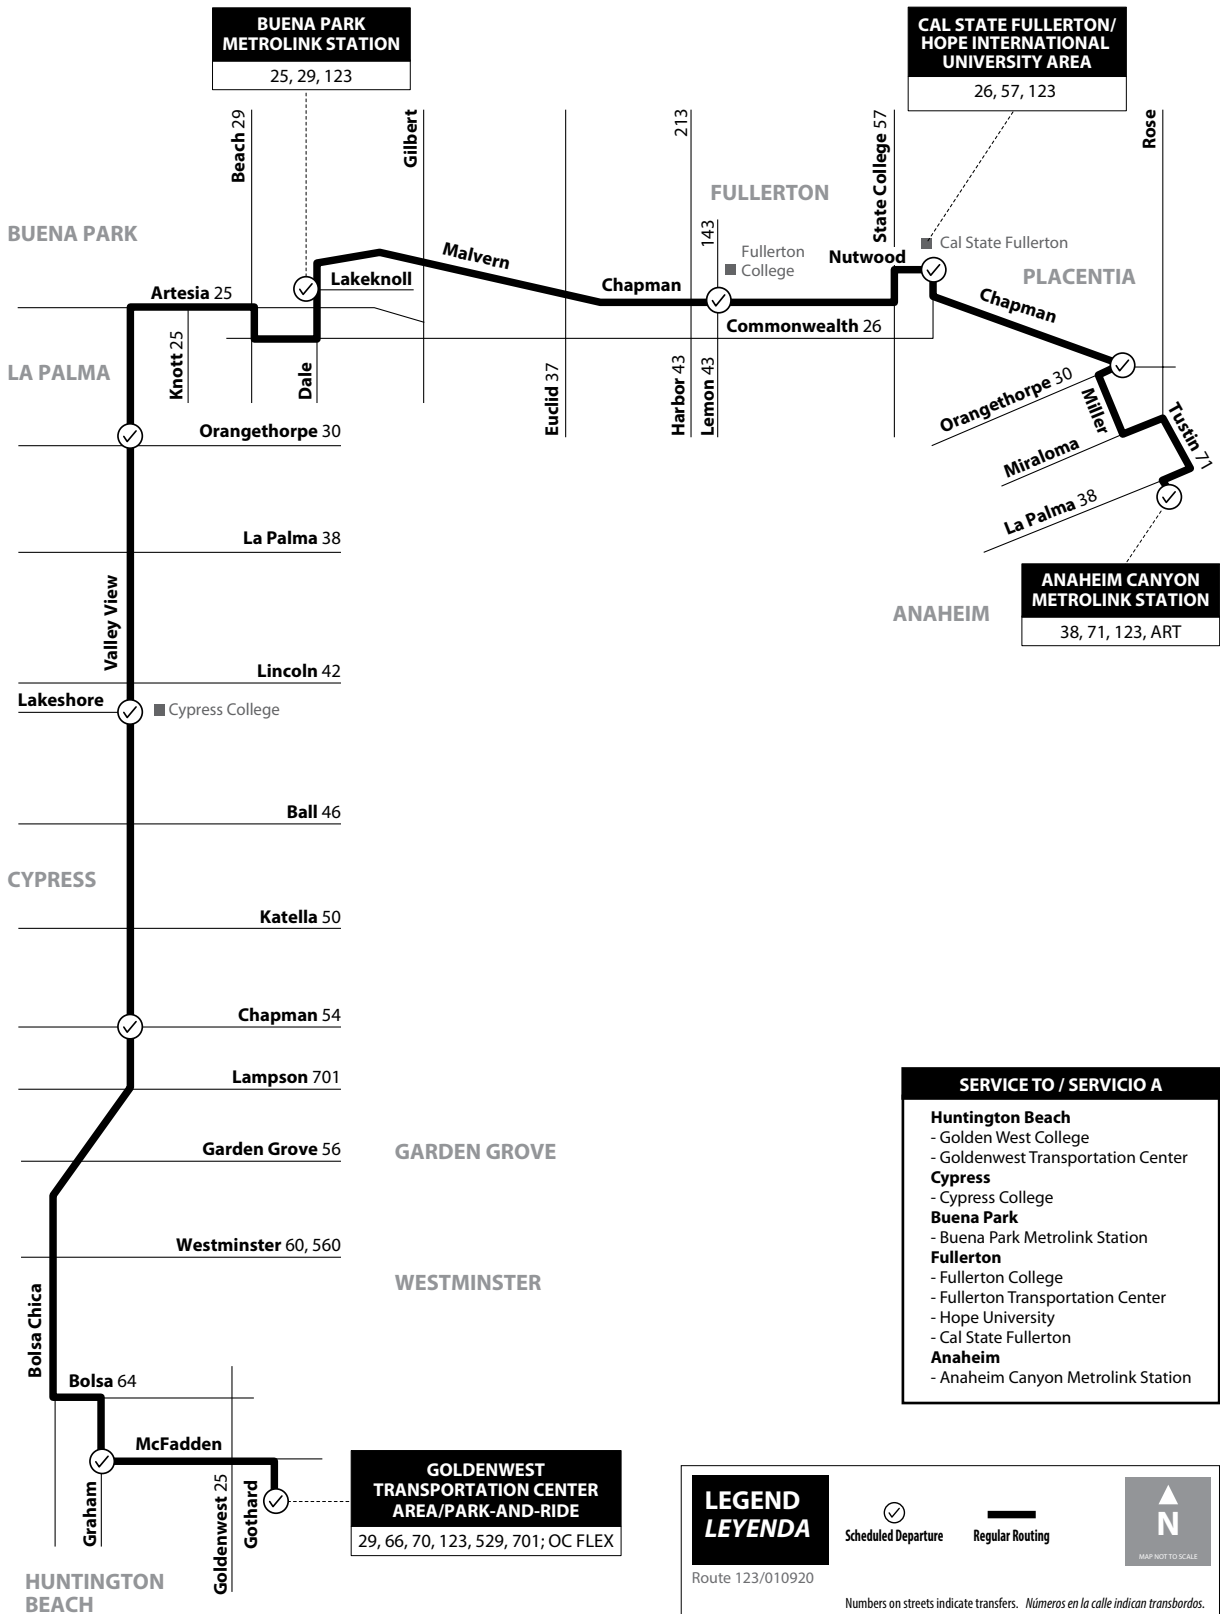 BUENA PARK
METROLINK STATION
25, 29, 123
CAL STATE FULLERTON/
HOPE INTERNATIONAL
UNIVERSITY AREA
26, 57, 123
Beach 29
Gilbert
213
State College 57
Rose
FULLERTON
BUENA PARK
143
Fullerton
College
Nutwood
Cal State Fullerton
PLACENTIA
Malvern
Lakeknoll
Artesia 25
Chapman
Chapman
Commonwealth 26
LA PALMA
Knott 25
Dale
Euclid 37
Harbor 43
Lemon 43
Orangethorpe 30
Miller
Tustin 71
Miraloma
La Palma 38
Orangethorpe 30
La Palma 38
ANAHEIM CANYON
METROLINK STATION
38, 71, 123, ART
ANAHEIM
Valley View
Lincoln 42
Lakeshore
Cypress College
Ball 46
CYPRESS
Katella 50
Chapman 54
Lampson 701
Garden Grove 56
GARDEN GROVE
Westminster 60, 560
WESTMINSTER
Bolsa Chica
Bolsa 64
McFadden
Graham
Goldenwest 25
Gothard
GOLDENWEST
TRANSPORTATION CENTER
AREA/PARK-AND-RIDE
29, 66, 70, 123, 529, 701; OC FLEX
HUNTINGTON
BEACH
SERVICE TO / SERVICIO A
Huntington Beach
- Golden West College
- Goldenwest Transportation Center
Cypress
- Cypress College
Buena Park
- Buena Park Metrolink Station
Fullerton
- Fullerton College
- Fullerton Transportation Center
- Hope University
- Cal State Fullerton
Anaheim
- Anaheim Canyon Metrolink Station
LEGEND
LEYENDA
Scheduled Departure
Regular Routing
N
MAP NOT TO SCALE
Route 123/010920
Numbers on streets indicate transfers. Números en la calle indican transbordos.